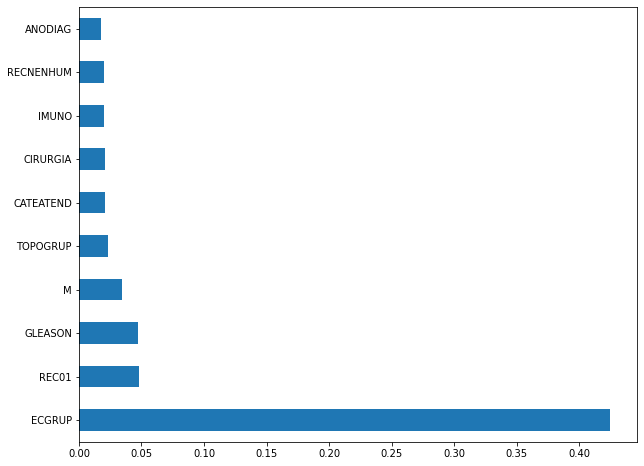 ANODIAG
RECNENHUM
IMUNO
CIRURGIA
CATEATEND
TOPOGRUP
M
GLEASON
REC01
ECGRUP
0.00 0.05 0.10 0.15 0.20 0.25 0.30 0.35 0.40